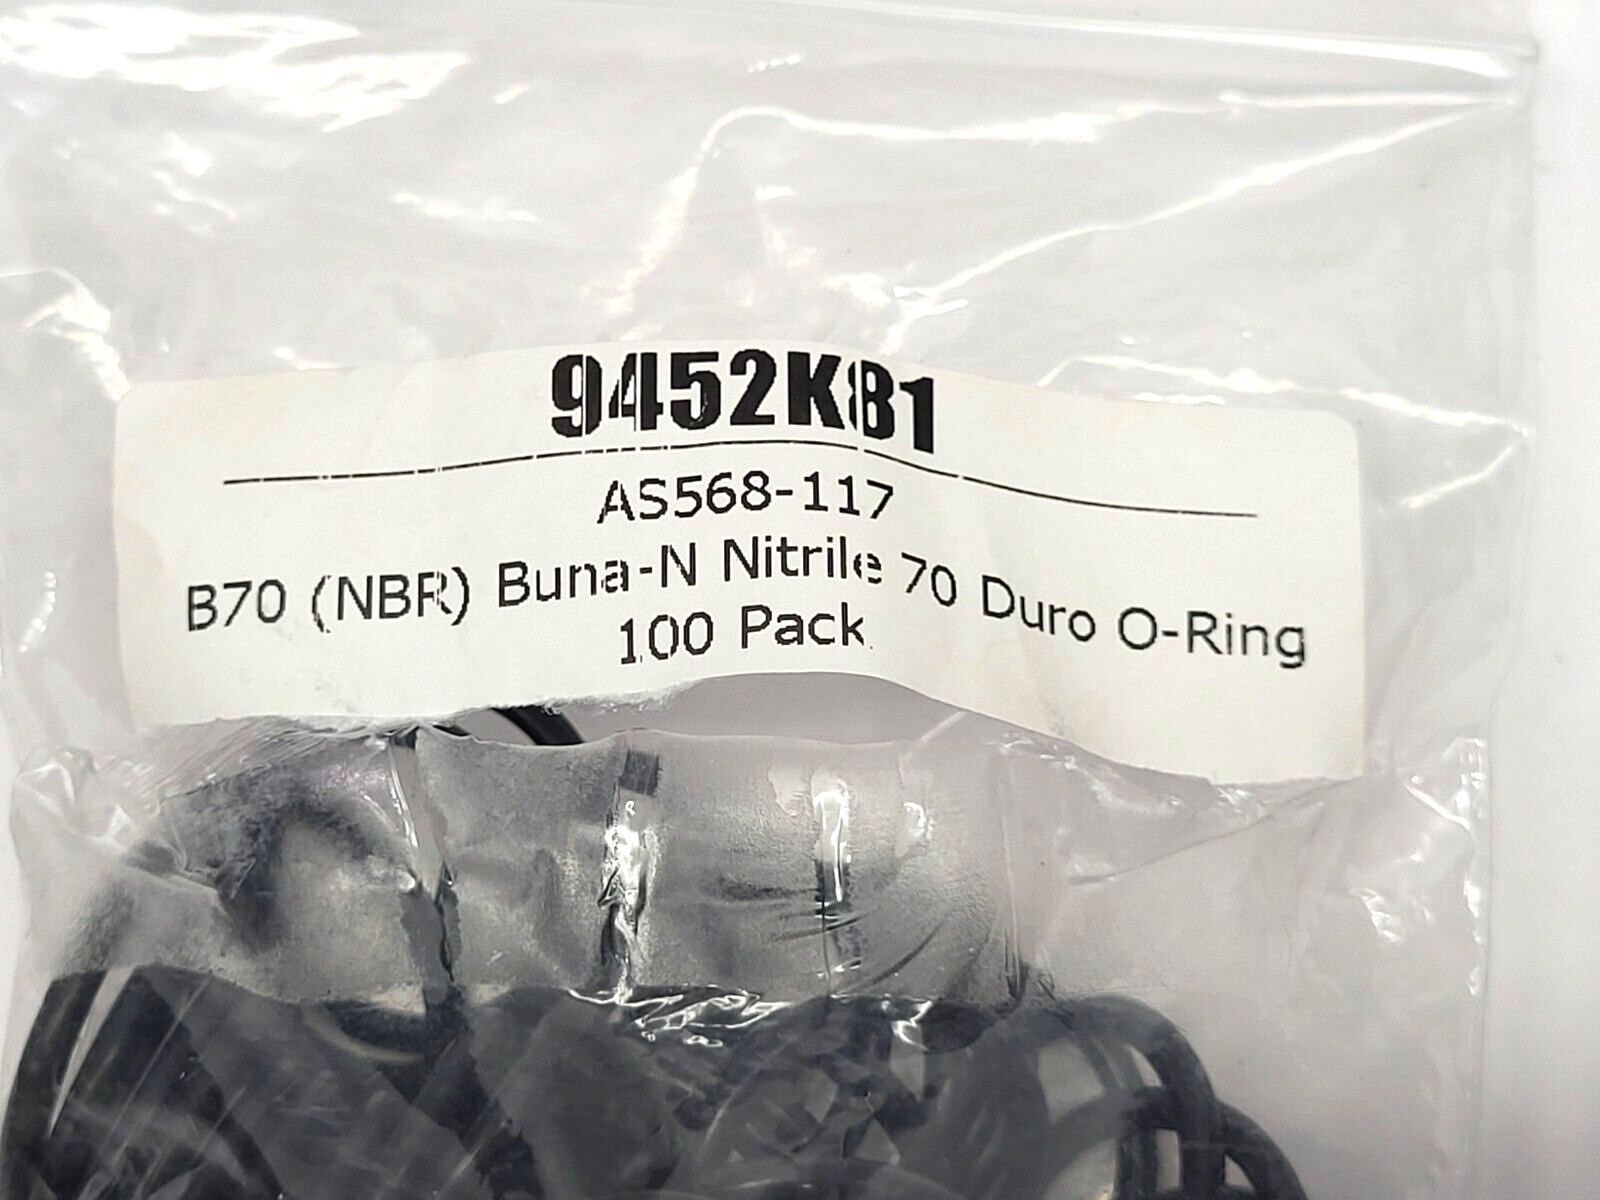 9452K81
AS568-117
B70 (NBR) Buna-N Nitrile 70 Duro O-Ring
100 Pack